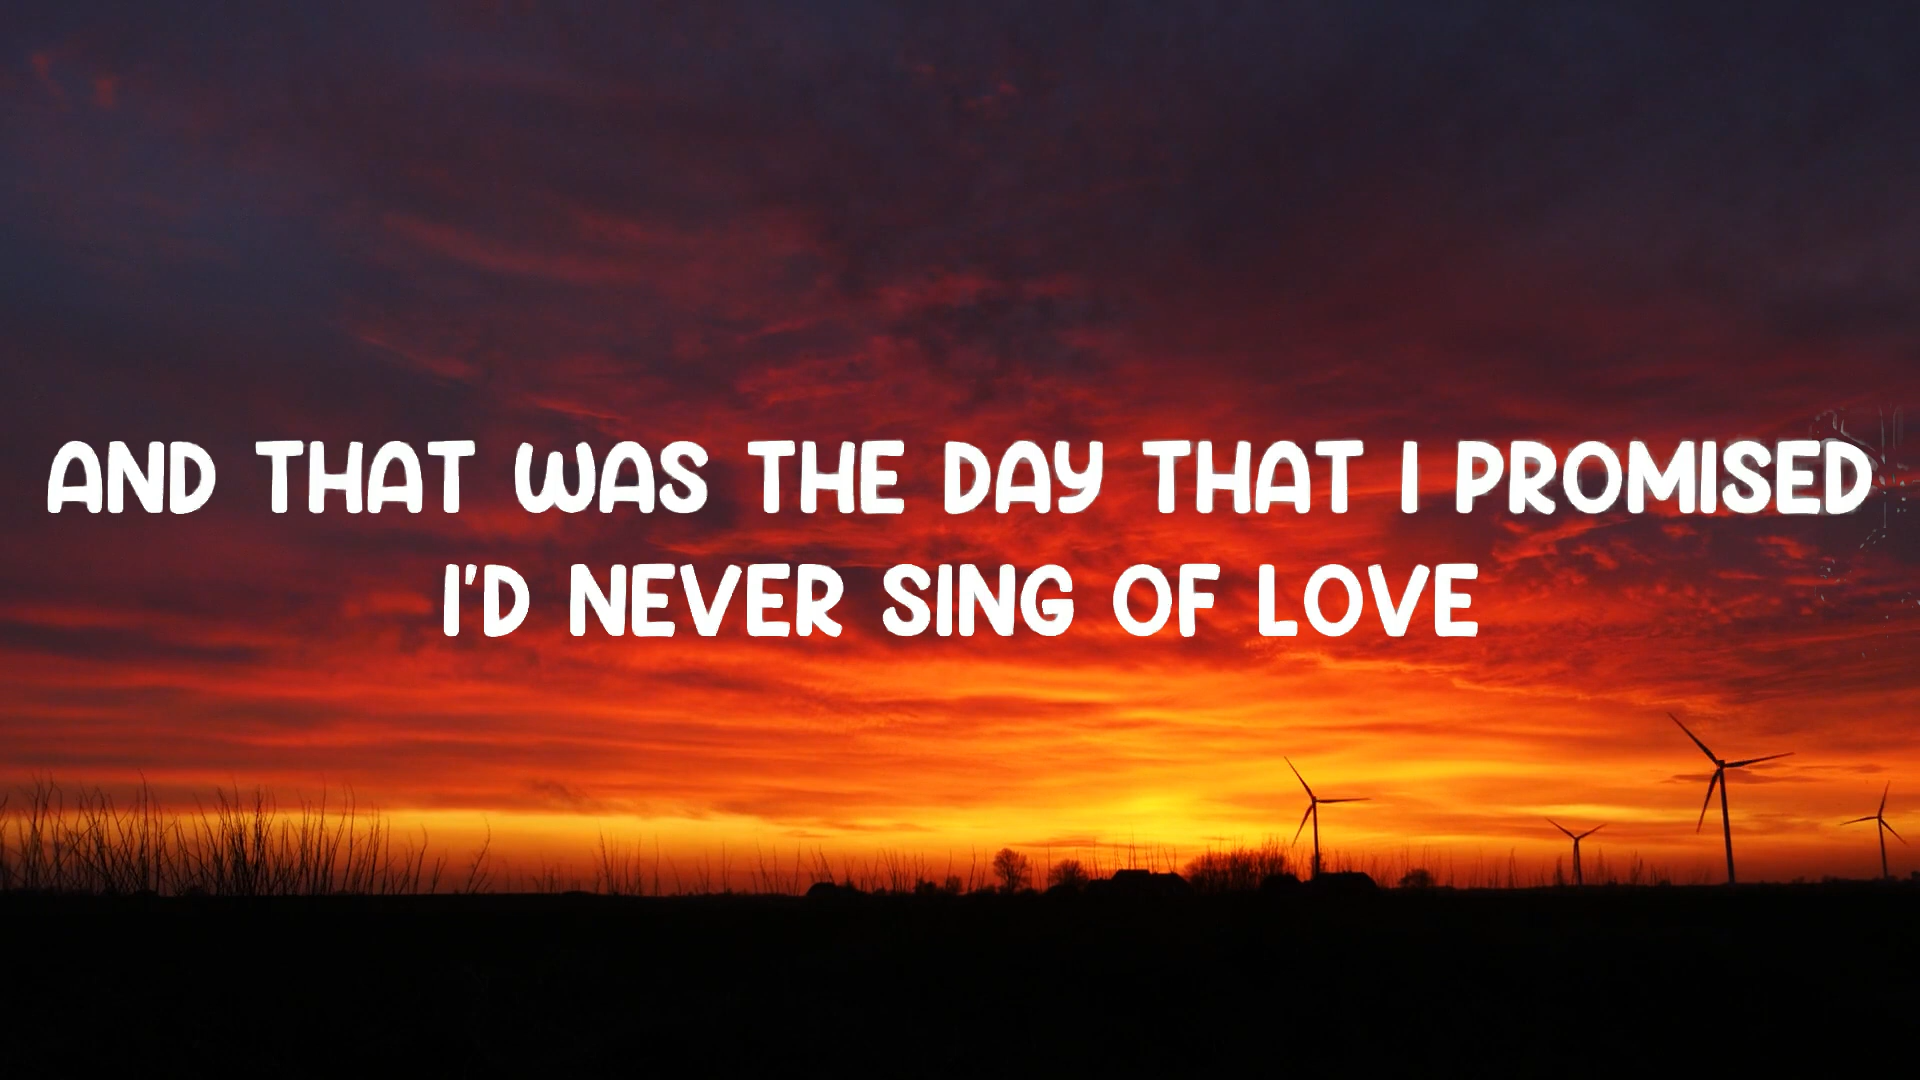 AND THAT WAS THE DAY THAT I PROMISED
I'D NEVER SING OF LOVE